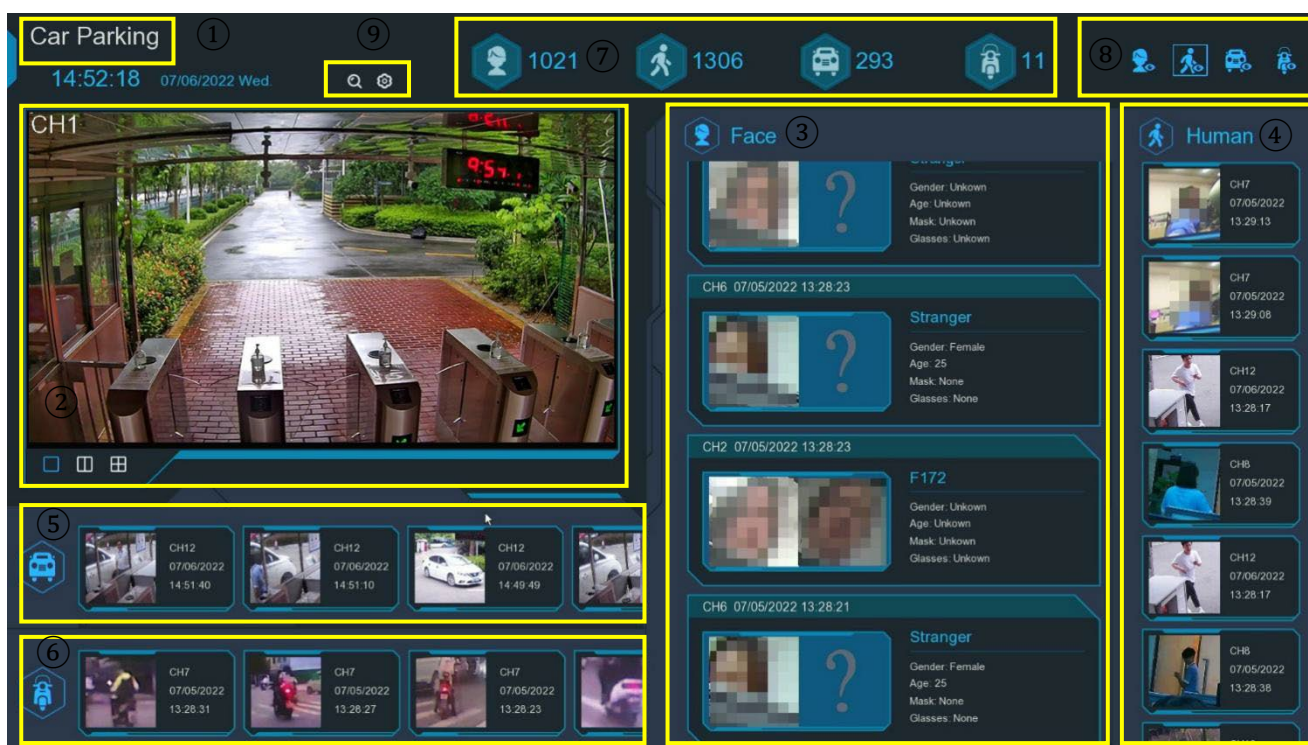 Car Parking
①
⑨
14:52:18 07/06/2022 Wed.
1021
⑦
1306
293
11
⑧
CH1
9:57
②
Face
③
Stranger
Gender: Unkown
Age: Unkown
Mask: Unkown
Glasses: Unkown
CH6 07/05/2022 13:28:23
Stranger
Gender: Female
Age: 25
Mask: None
Glasses: None
CH2 07/05/2022 13:28:23
F172
Gender: Unkown
Age: Unkown
Mask: Unkown
Glasses: Unkown
CH6 07/05/2022 13:28:21
Stranger
Gender: Female
Age: 25
Mask: None
Glasses: None
Human
④
CH7
07/05/2022
13:29:13
CH7
07/05/2022
13:29:08
CH12
07/06/2022
13:28:17
CH8
07/05/2022
13:28:39
CH12
07/06/2022
13:28:17
CH8
07/05/2022
13:28:38
⑤
CH12
07/06/2022
14:51:40
CH12
07/06/2022
14:51:10
CH12
07/06/2022
14:49:49
⑥
CH7
07/05/2022
13:28:31
CH7
07/05/2022
13:28:27
CH7
07/05/2022
13:28:23